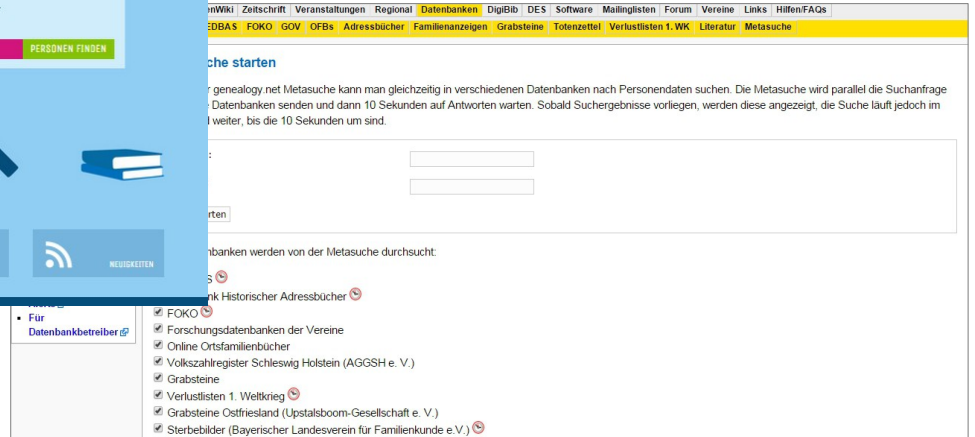 nWiki Zeitschrift Veranstaltungen Regional Datenbanken DigiBib DES Software Mailinglisten Forum Vereine Links Hilfen/FAQs
EDBAS FOKO GOV OFBs Adressbücher Familienanzeigen Grabsteine Totenzettel Verlustlisten 1. WK Literatur Metasuche
PERSONEN FINDEN
che starten
genealogy.net Metasuche kann man gleichzeitig in verschiedenen Datenbanken nach Personendaten suchen. Die Metasuche wird parallel die Suchanfrage
Datenbanken senden und dann 10 Sekunden auf Antworten warten. Sobald Suchergebnisse vorliegen, werden diese angezeigt, die Suche läuft jedoch im
weiter, bis die 10 Sekunden um sind.
:
rten
nbanken werden von der Metasuche durchsucht:
NEUIGKEITEN
S
nk Historischer Adressbücher
FOKO
Für
Datenbankbetreiber
Forschungsdatenbanken der Vereine
Online Ortsfamilienbücher
Volkszahlregister Schleswig Holstein (AGGSH e. V.)
Grabsteine
Verlustlisten 1. Weltkrieg
Grabsteine Ostfriesland (Upstalsboom-Gesellschaft e. V.)
Sterbebilder (Bayerischer Landesverein für Familienkunde e.V.)